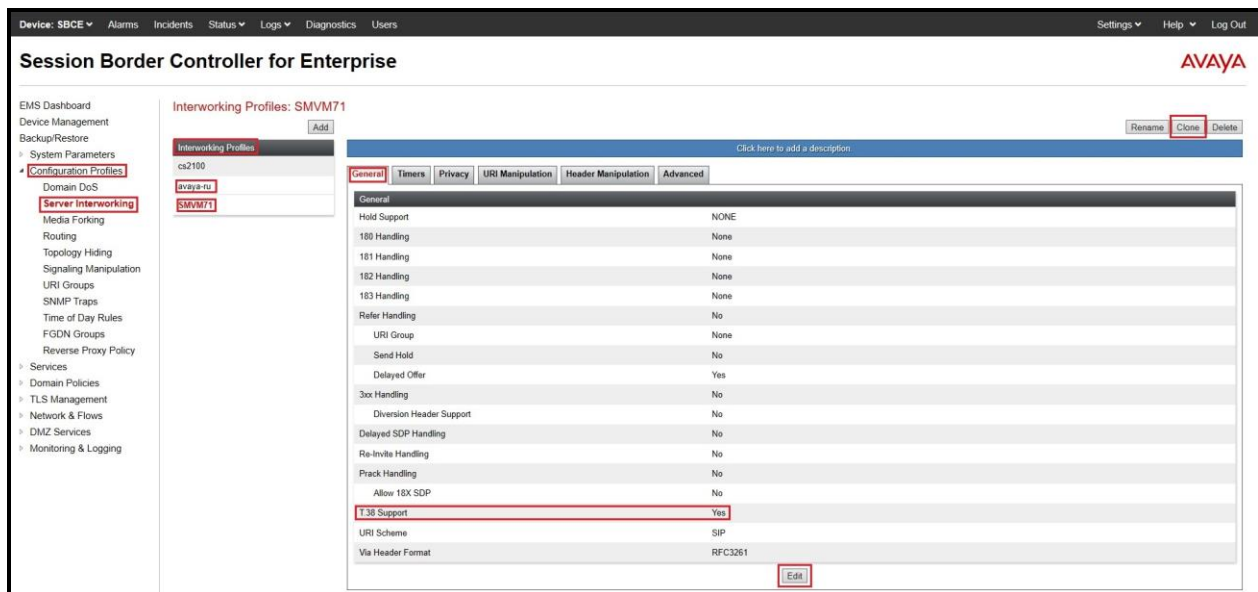 Device: SBCE Alarms Incidents Status Logs Diagnostics Users Settings Help Log Out
Session Border Controller for Enterprise
AVAYA
EMS Dashboard
Device Management
Backup/Restore
System Parameters
Configuration Profiles
Domain DoS
Server Interworking
Media Forking
Routing
Topology Hiding
Signaling Manipulation
URI Groups
SNMP Traps
Time of Day Rules
FGDN Groups
Reverse Proxy Policy
Services
Domain Policies
TLS Management
Network & Flows
DMZ Services
Monitoring & Logging
Interworking Profiles: SMVM71
Add
Rename Clone Delete
Interworking Profiles
cs2100
avaya-ru
SMVM71
Click here to add a description
General Timers Privacy URI Manipulation Header Manipulation Advanced
General
Hold Support NONE
180 Handling None
181 Handling None
182 Handling None
183 Handling None
Refer Handling No
URI Group None
Send Hold No
Delayed Offer Yes
3xx Handling No
Diversion Header Support No
Delayed SDP Handling No
Re-Invite Handling No
Prack Handling No
Allow 18X SDP No
T.38 Support Yes
URI Scheme SIP
Via Header Format RFC3261
Edit